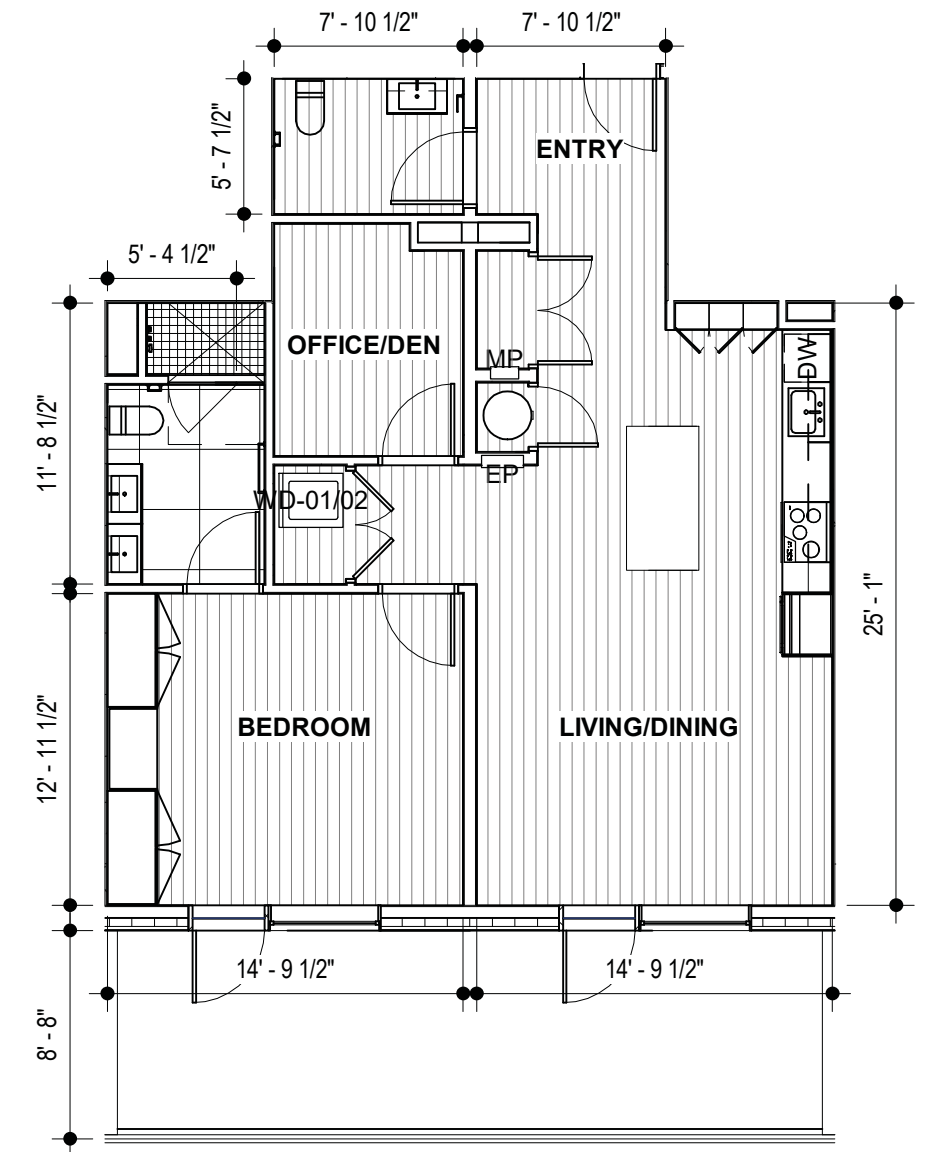 7' - 10 1/2" 7' - 10 1/2"
5' - 7 1/2"
ENTRY
5' - 4 1/2"
OFFICE/DEN
MP
DW
11' - 8 1/2"
EP
WD-01/02
25' - 1"
12' - 11 1/2"
BEDROOM LIVING/DINING
14' - 9 1/2" 14' - 9 1/2"
8' - 8"